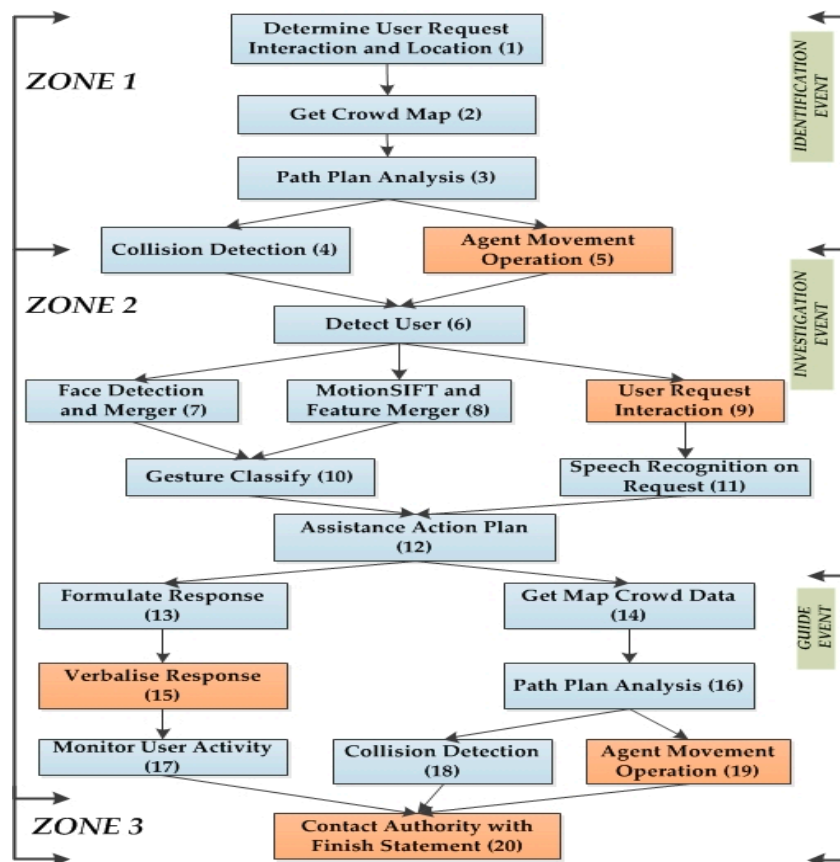 Determine User Request
Interaction and Location (1)
ZONE 1
IDENTIFICATION
EVENT
Get Crowd Map (2)
Path Plan Analysis (3)
Collision Detection (4)
Agent Movement
Operation (5)
ZONE 2
INVESTIGATION
EVENT
Detect User (6)
Face Detection
and Merger (7)
MotionSIFT and
Feature Merger (8)
User Request
Interaction (9)
Gesture Classify (10)
Speech Recognition on
Request (11)
Assistance Action Plan
(12)
Formulate Response
(13)
Get Map Crowd Data
(14)
GUIDE
EVENT
Verbalise Response
(15)
Path Plan Analysis (16)
Monitor User Activity
(17)
Collision Detection
(18)
Agent Movement
Operation (19)
ZONE 3
Contact Authority with
Finish Statement (20)